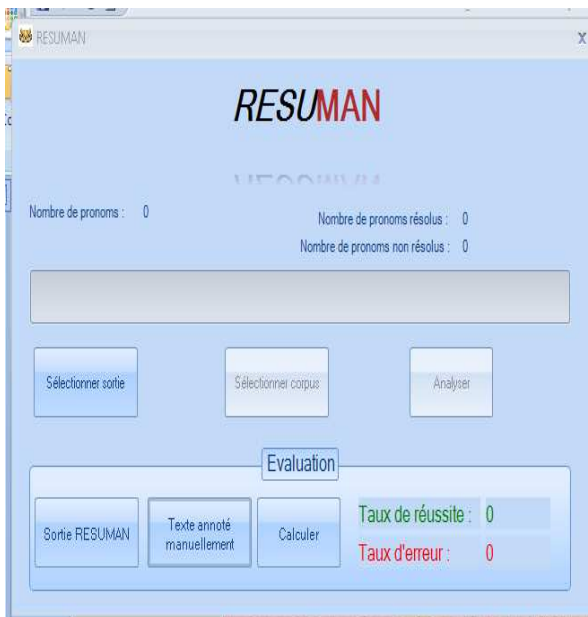 RESUMAN
x
RESUMAN
Nombre de pronoms : 0
Nombre de pronoms résolus : 0
Nombre de pronoms non résolus : 0
Sélectionner sortie
Sélectionner corpus
Analyser
Evaluation
Sortie RESUMAN
Texte annoté
manuellement
Calculer
Taux de réussite : 0
Taux d'erreur : 0